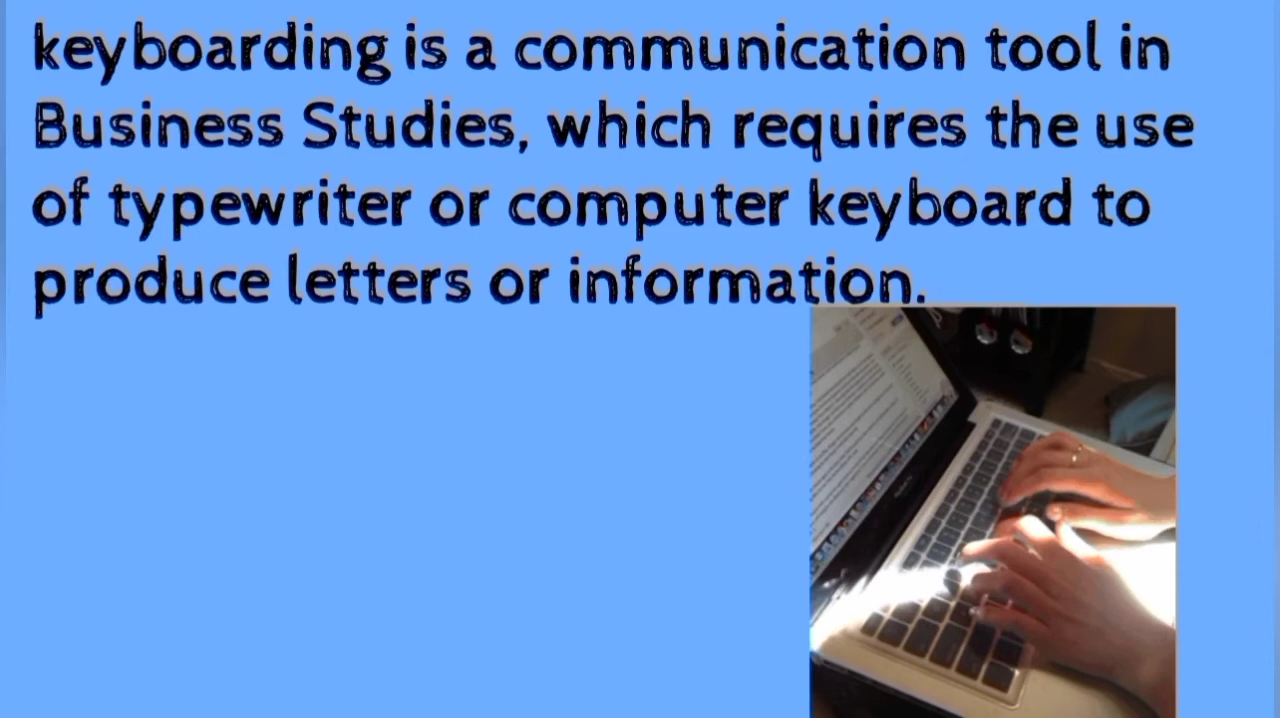 keyboarding is a communication tool in
Business Studies, which requires the use
of typewriter or computer keyboard to
produce letters or information.